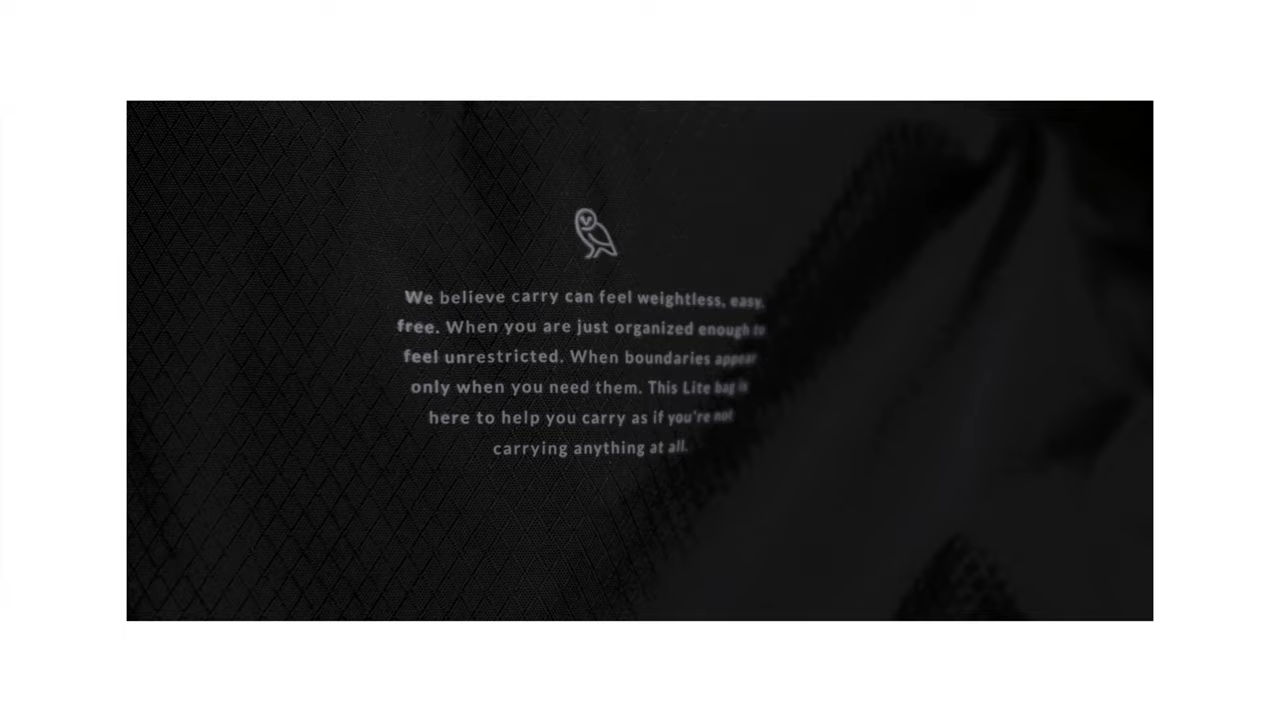 We believe carry can feel weightless, easy,
free. When you are just organized enough to
feel unrestricted. When boundaries appear
only when you need them. This Lite bag is
here to help you carry as if you're not
carrying anything at all.